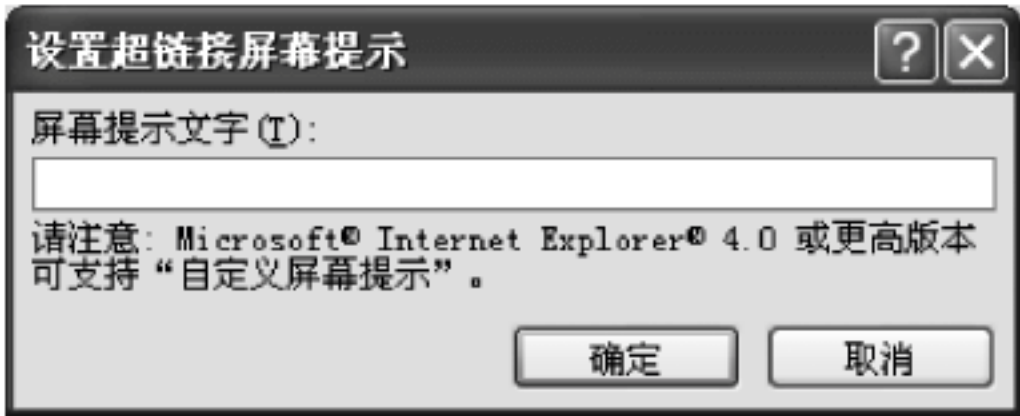 设置超链接屏幕提示
屏幕提示文字(T):
请注意: Microsoft® Internet Explorer® 4.0 或更高版本
可支持“自定义屏幕提示”。
确定 取消